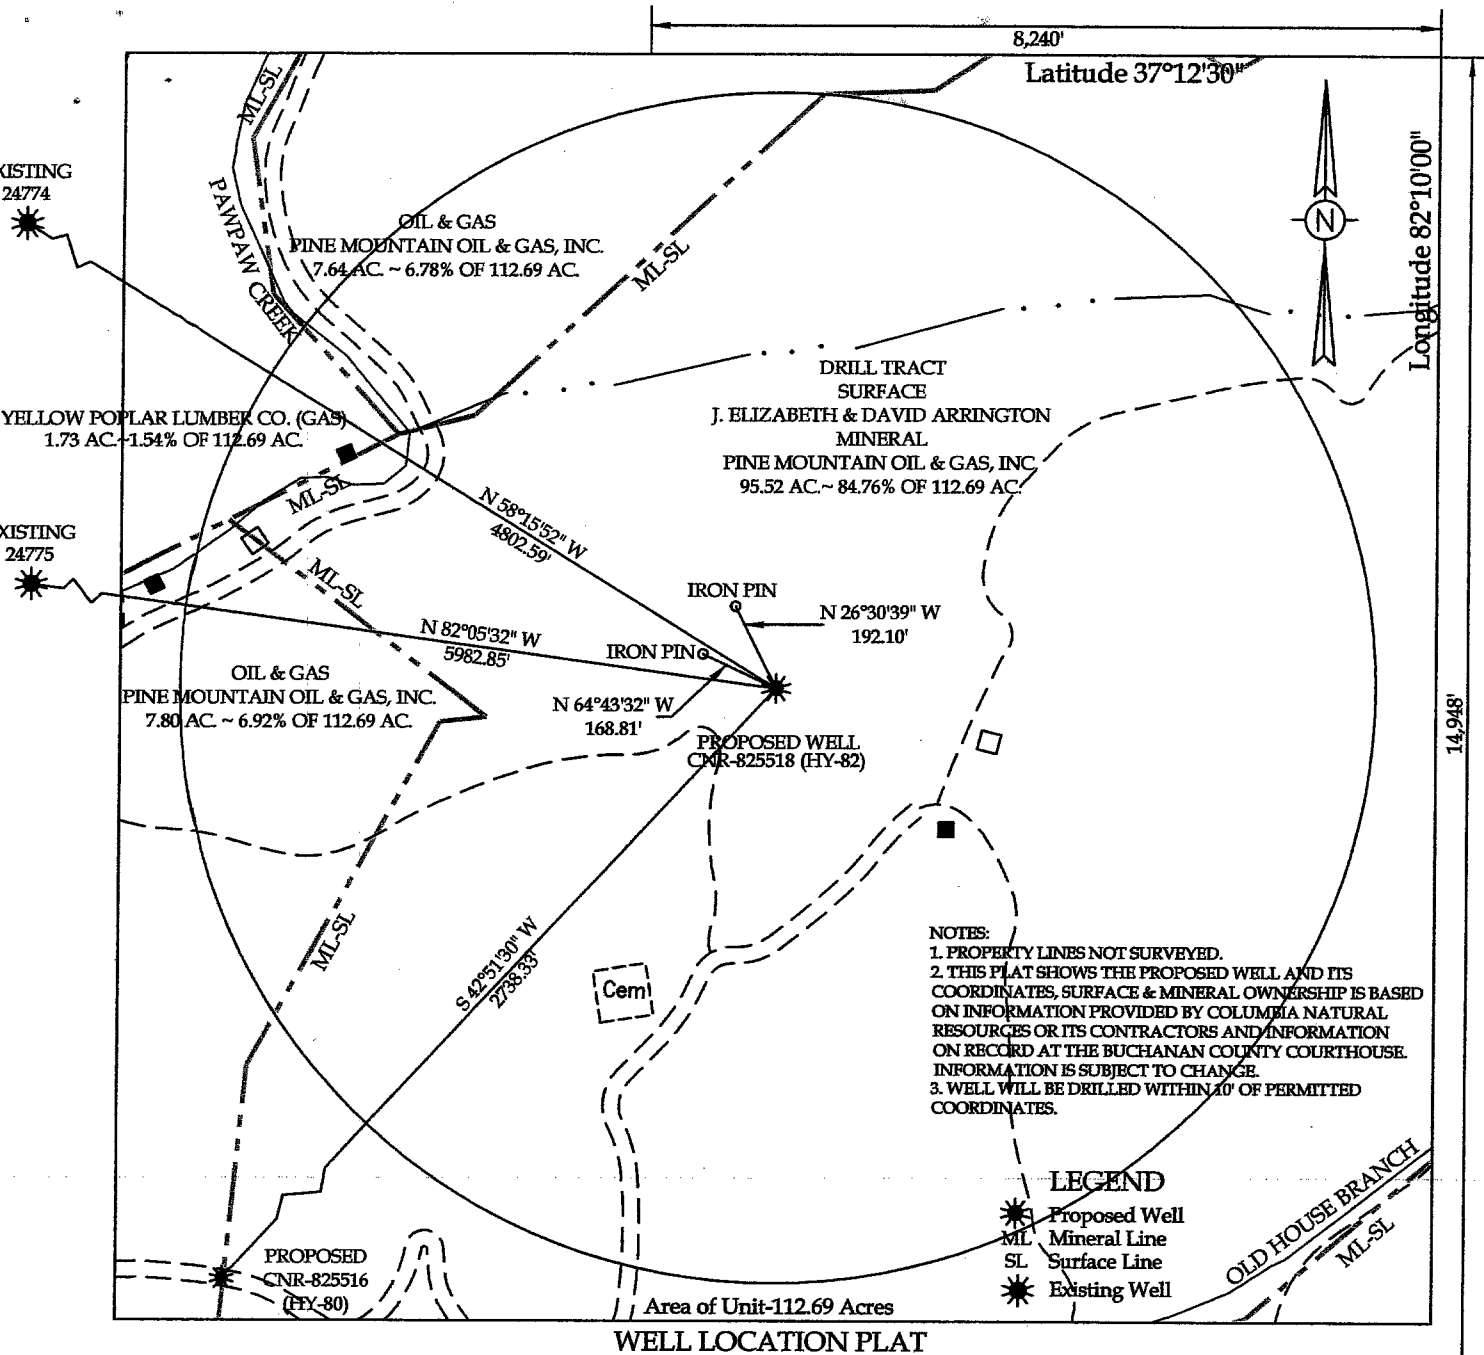 8,240'
Latitude 37°12'30"
Longitude 82°10'00"
14,948'
N
ML-SL
PAWPAW CREEK
XISTING
24774
OIL & GAS
PINE MOUNTAIN OIL & GAS, INC.
7.64 AC. ~ 6.78% OF 112.69 AC.
ML-SL
DRILL TRACT
SURFACE
J. ELIZABETH & DAVID ARRINGTON
MINERAL
PINE MOUNTAIN OIL & GAS, INC.
95.52 AC.~ 84.76% OF 112.69 AC.
YELLOW POPLAR LUMBER CO. (GAS)
1.73 AC.~1.54% OF 112.69 AC.
ML-SL
XISTING
24775
ML-SL
N 58°15'52" W
4802.59'
N 82°05'32" W
5982.85'
IRON PIN
N 26°30'39" W
192.10'
IRON PIN
N 64°43'32" W
168.81'
OIL & GAS
PINE MOUNTAIN OIL & GAS, INC.
7.80 AC. ~ 6.92% OF 112.69 AC.
PROPOSED WELL
CNR-825518 (HY-82)
ML-SL
S 42°51'30" W
2738.33'
Cem
NOTES:
1. PROPERTY LINES NOT SURVEYED.
2. THIS PLAT SHOWS THE PROPOSED WELL AND ITS
COORDINATES, SURFACE & MINERAL OWNERSHIP IS BASED
ON INFORMATION PROVIDED BY COLUMBIA NATURAL
RESOURCES OR ITS CONTRACTORS AND INFORMATION
ON RECORD AT THE BUCHANAN COUNTY COURTHOUSE.
INFORMATION IS SUBJECT TO CHANGE.
3. WELL WILL BE DRILLED WITHIN 10' OF PERMITTED
COORDINATES.
LEGEND
Proposed Well
ML Mineral Line
SL Surface Line
Existing Well
OLD HOUSE BRANCH
ML-SL
PROPOSED
CNR-825516
(HY-80)
Area of Unit-112.69 Acres
WELL LOCATION PLAT